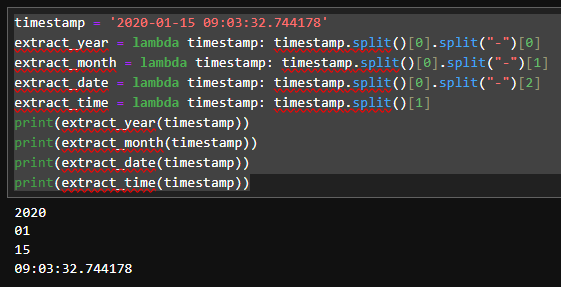 timestamp = '2020-01-15 09:03:32.744178'
extract_year = lambda timestamp: timestamp.split()[0].split("-")[0]
extract_month = lambda timestamp: timestamp.split()[0].split("-")[1]
extract_date = lambda timestamp: timestamp.split()[0].split("-")[2]
extract_time = lambda timestamp: timestamp.split()[1]
print(extract_year(timestamp))
print(extract_month(timestamp))
print(extract_date(timestamp))
print(extract_time(timestamp))
2020
01
15
09:03:32.744178